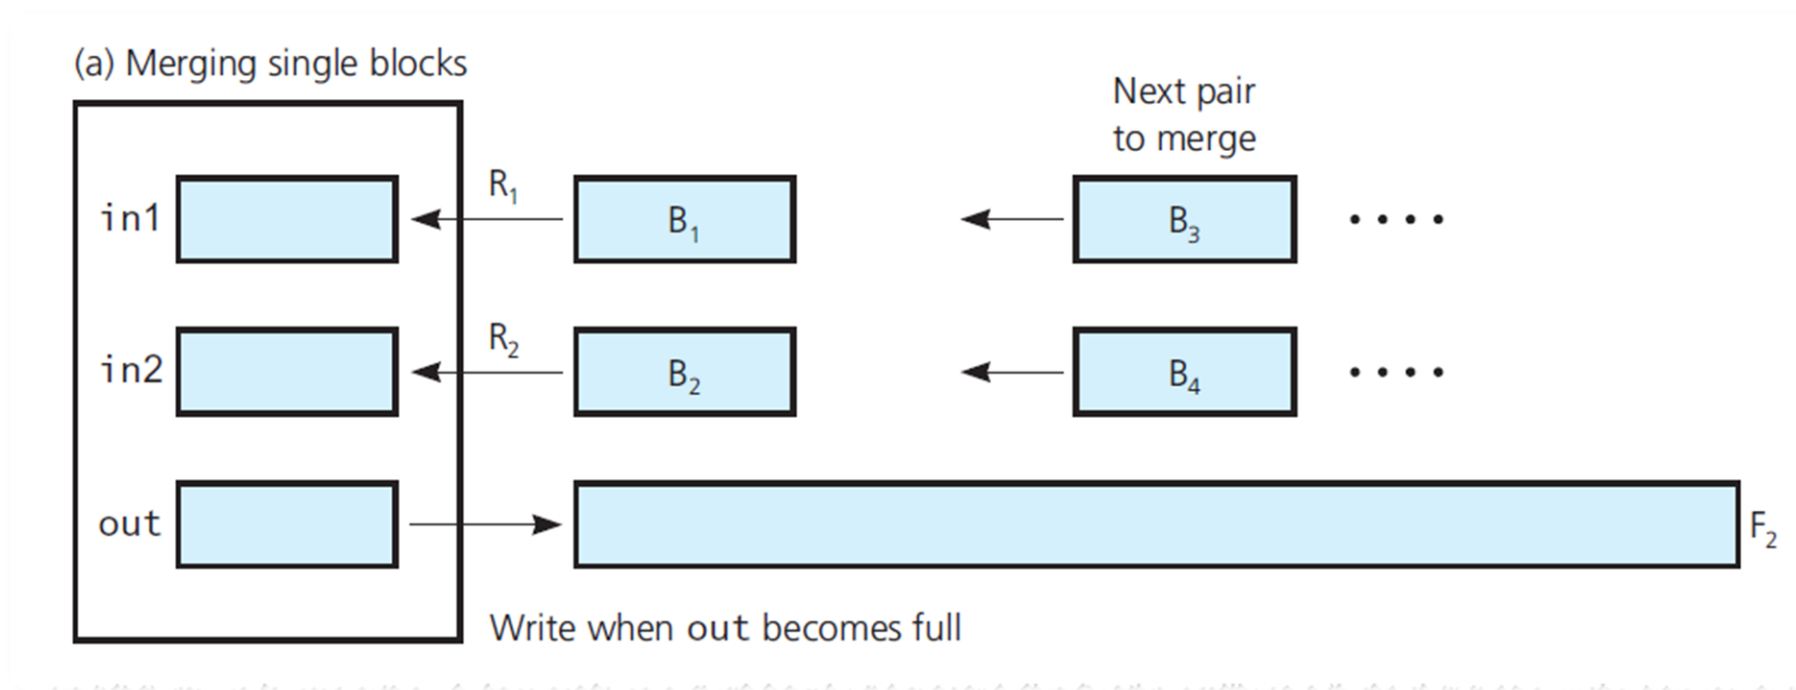 (a) Merging single blocks
Next pair
to merge
in1
R1
B1
B3
in2
R2
B2
B4
out
F2
Write when out becomes full